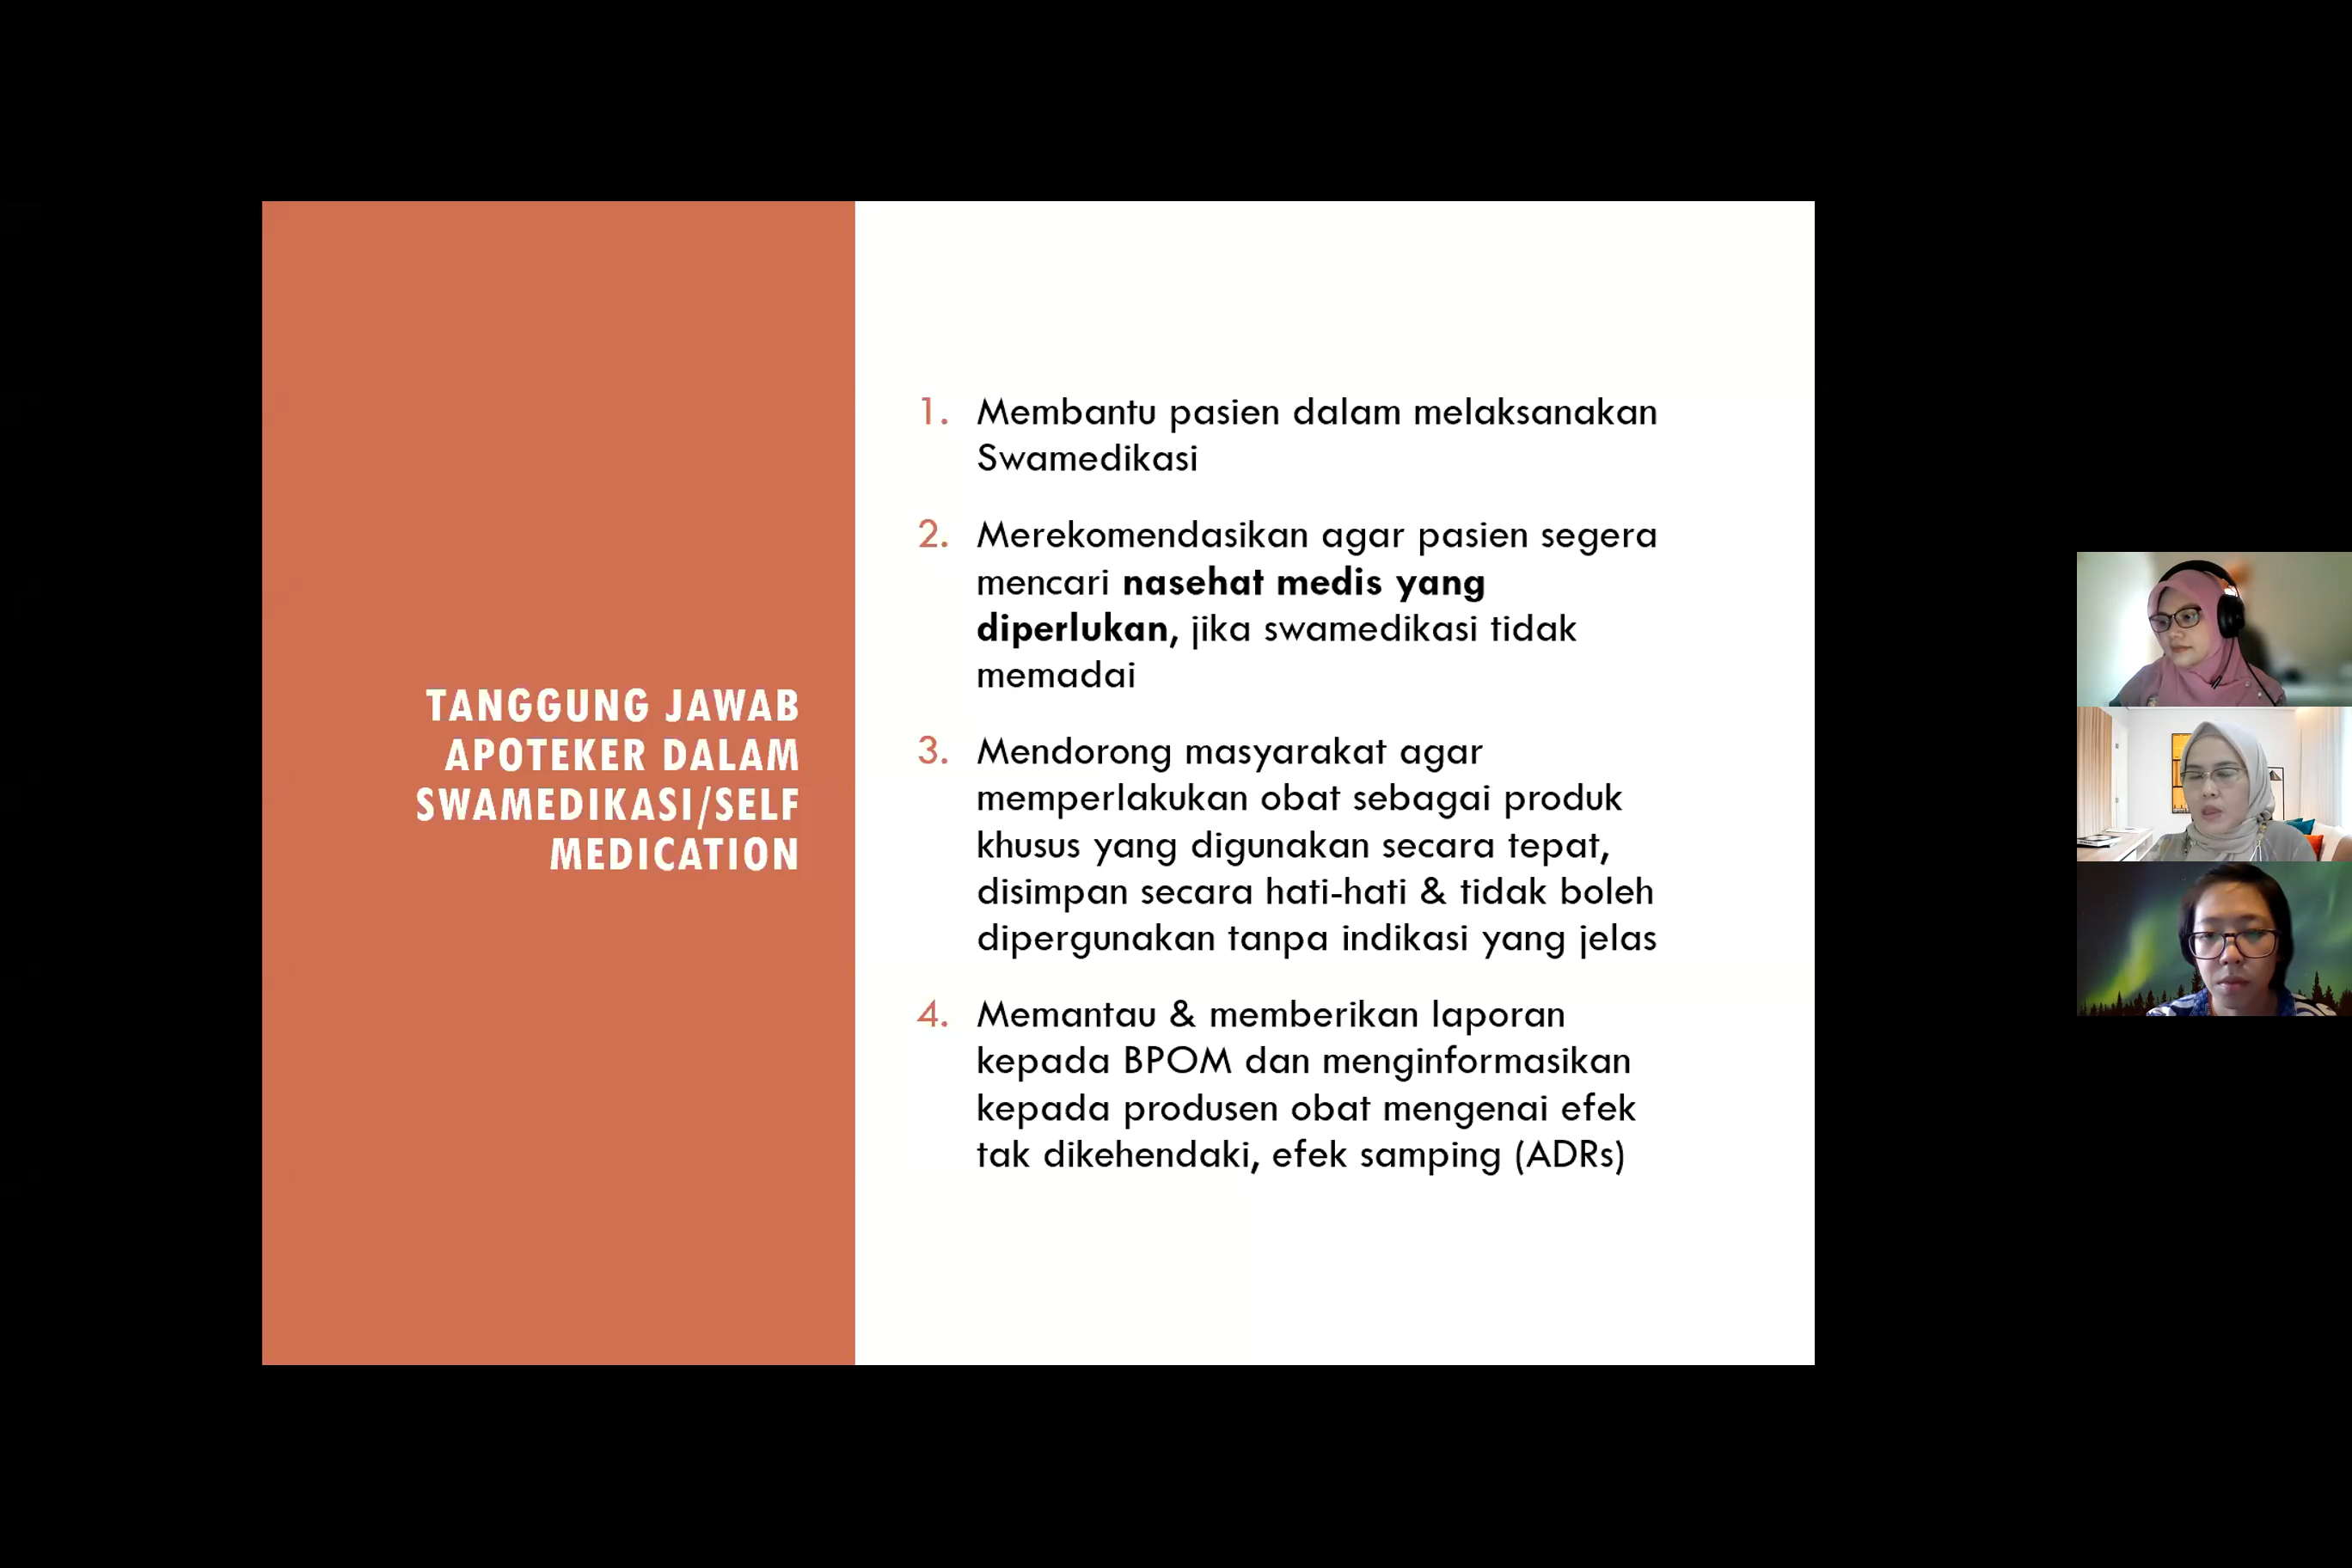 TANGGUNG JAWAB
APOTEKER DALAM
SWAMEDIKASI/SELF
MEDICATION
1. Membantu pasien dalam melaksanakan
Swamedikasi
2. Merekomendasikan agar pasien segera
mencari nasehat medis yang
diperlukan, jika swamedikasi tidak
memadai
3. Mendorong masyarakat agar
memperlakukan obat sebagai produk
khusus yang digunakan secara tepat,
disimpan secara hati-hati & tidak boleh
dipergunakan tanpa indikasi yang jelas
4. Memantau & memberikan laporan
kepada BPOM dan menginformasikan
kepada produsen obat mengenai efek
tak dikehendaki, efek samping (ADRs)